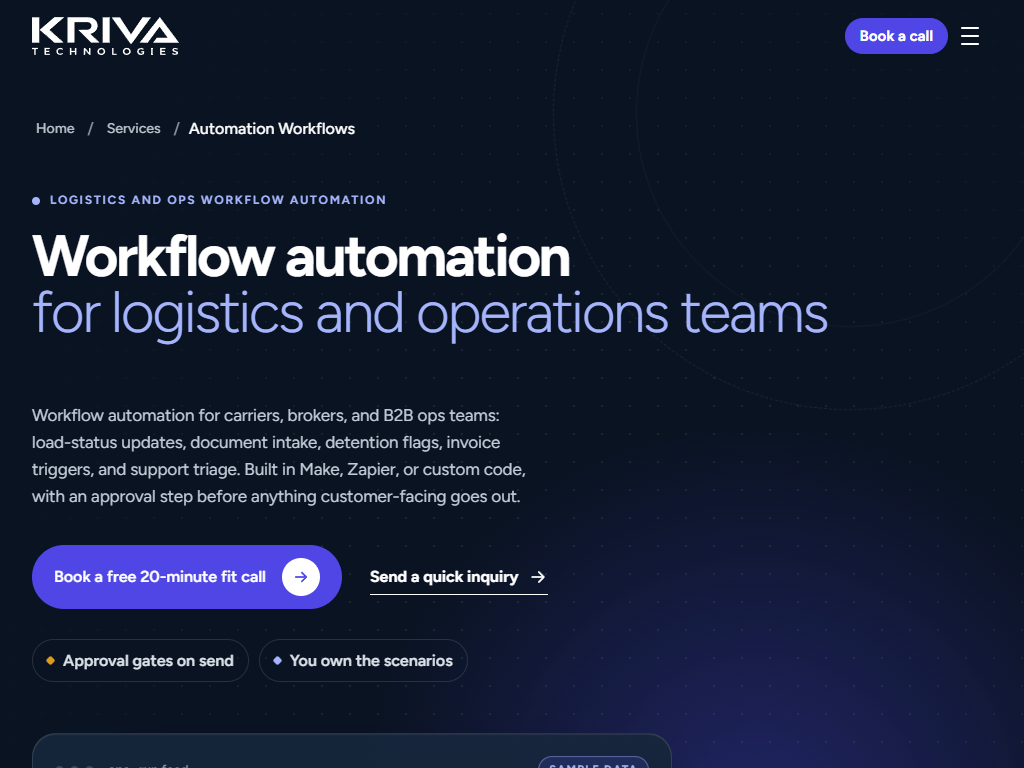 KRIVA
TECHNOLOGIES
Book a call
Home / Services / Automation Workflows
LOGISTICS AND OPS WORKFLOW AUTOMATION
Workflow automation
for logistics and operations teams
Workflow automation for carriers, brokers, and B2B ops teams:
load-status updates, document intake, detention flags, invoice
triggers, and support triage. Built in Make, Zapier, or custom code,
with an approval step before anything customer-facing goes out.
Book a free 20-minute fit call
Send a quick inquiry
Approval gates on send
You own the scenarios
SAMPLE DATA